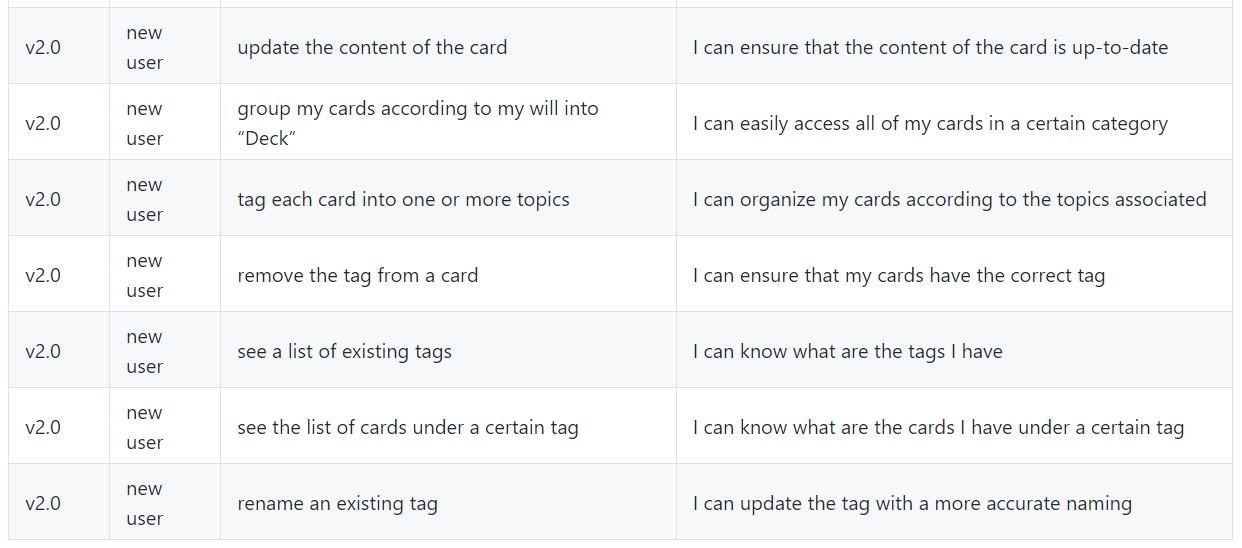 v2.0 new user update the content of the card I can ensure that the content of the card is up-to-date
v2.0 new user group my cards according to my will into “Deck” I can easily access all of my cards in a certain category
v2.0 new user tag each card into one or more topics I can organize my cards according to the topics associated
v2.0 new user remove the tag from a card I can ensure that my cards have the correct tag
v2.0 new user see a list of existing tags I can know what are the tags I have
v2.0 new user see the list of cards under a certain tag I can know what are the cards I have under a certain tag
v2.0 new user rename an existing tag I can update the tag with a more accurate naming